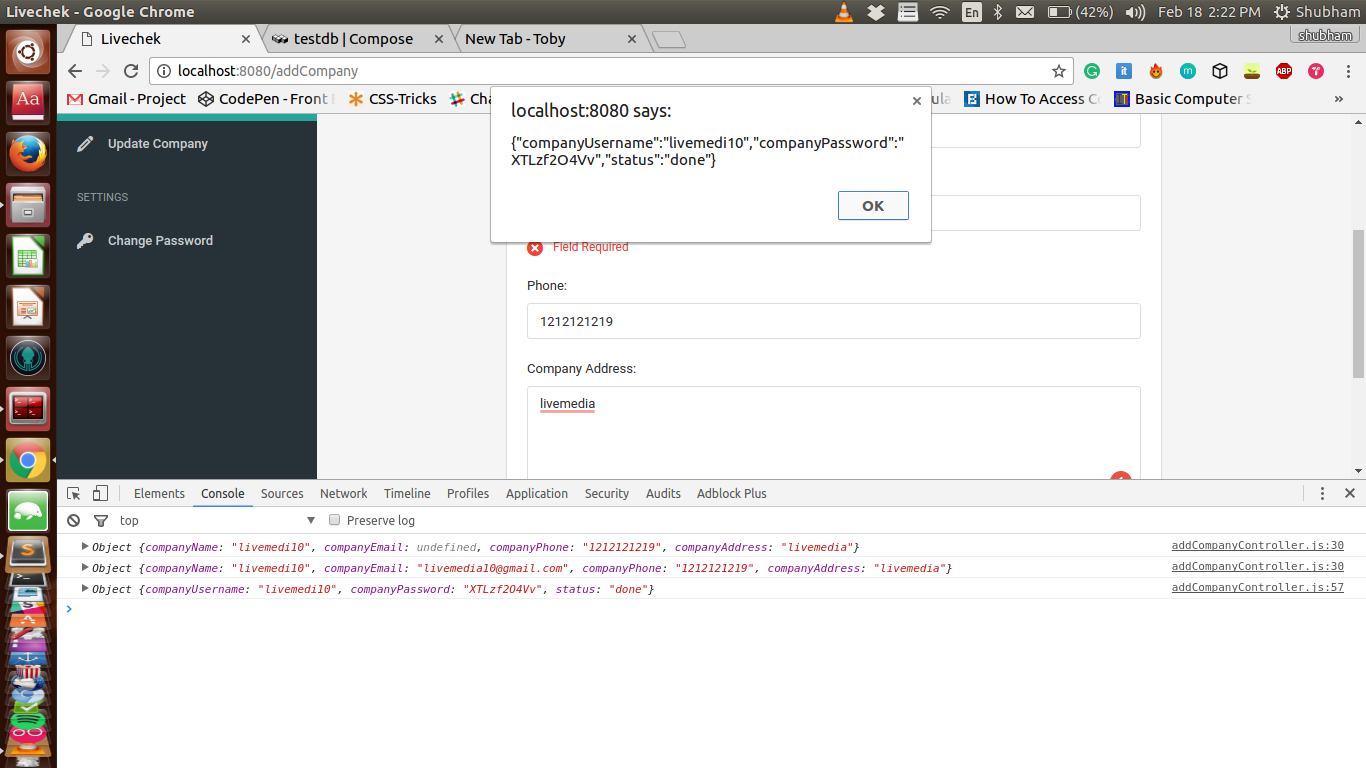 Livechek - Google Chrome
En
(42%)
Feb 18 2:22 PM
Shubham
Livechek
testdb | Compose
New Tab - Toby
shubham
localhost:8080/addCompany
Gmail - Project
CodePen - Front
CSS-Tricks
Cha
How To Access C
Basic Computer S
»
Update Company
SETTINGS
Change Password
localhost:8080 says:
{"companyUsername":"livemedi10","companyPassword":"
XTLzf2O4Vv","status":"done"}
OK
Field Required
Phone:
1212121219
Company Address:
livemedia
Elements Console Sources Network Timeline Profiles Application Security Audits Adblock Plus
top
Preserve log
Object {companyName: "livemedi10", companyEmail: undefined, companyPhone: "1212121219", companyAddress: "livemedia"}
addCompanyController.js:30
Object {companyName: "livemedi10", companyEmail: "livemedia10@gmail.com", companyPhone: "1212121219", companyAddress: "livemedia"}
addCompanyController.js:30
Object {companyUsername: "livemedi10", companyPassword: "XTLzf2O4Vv", status: "done"}
addCompanyController.js:57